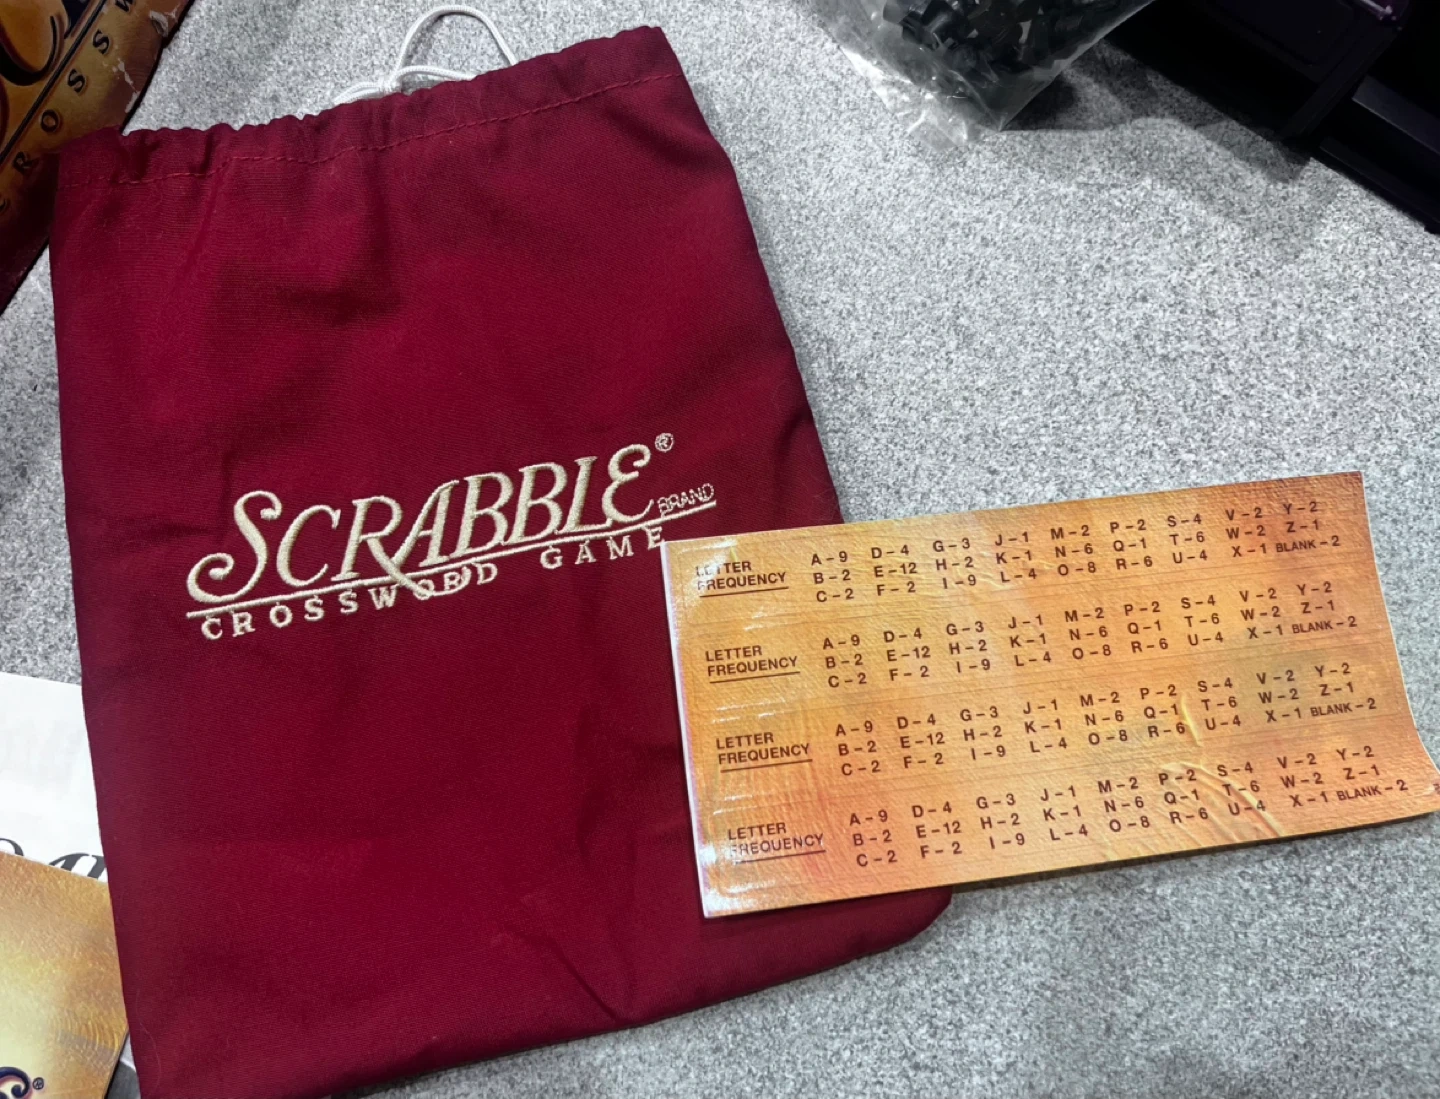 CROSSW
SCRABBLE® BRAND
CROSSWORD GAME
LETTER FREQUENCY
A-9 D-4 G-3 J-1 M-2 P-2 S-4 V-2 Y-2
B-2 E-12 H-2 K-1 N-6 Q-1 T-6 W-2 Z-1
C-2 F-2 I-9 L-4 O-8 R-6 U-4 X-1 BLANK-2
LETTER FREQUENCY
A-9 D-4 G-3 J-1 M-2 P-2 S-4 V-2 Y-2
B-2 E-12 H-2 K-1 N-6 Q-1 T-6 W-2 Z-1
C-2 F-2 I-9 L-4 O-8 R-6 U-4 X-1 BLANK-2
LETTER FREQUENCY
A-9 D-4 G-3 J-1 M-2 P-2 S-4 V-2 Y-2
B-2 E-12 H-2 K-1 N-6 Q-1 T-6 W-2 Z-1
C-2 F-2 I-9 L-4 O-8 R-6 U-4 X-1 BLANK-2
LETTER FREQUENCY
A-9 D-4 G-3 J-1 M-2 P-2 S-4 V-2 Y-2
B-2 E-12 H-2 K-1 N-6 Q-1 T-6 W-2 Z-1
C-2 F-2 I-9 L-4 O-8 R-6 U-4 X-1 BLANK-2